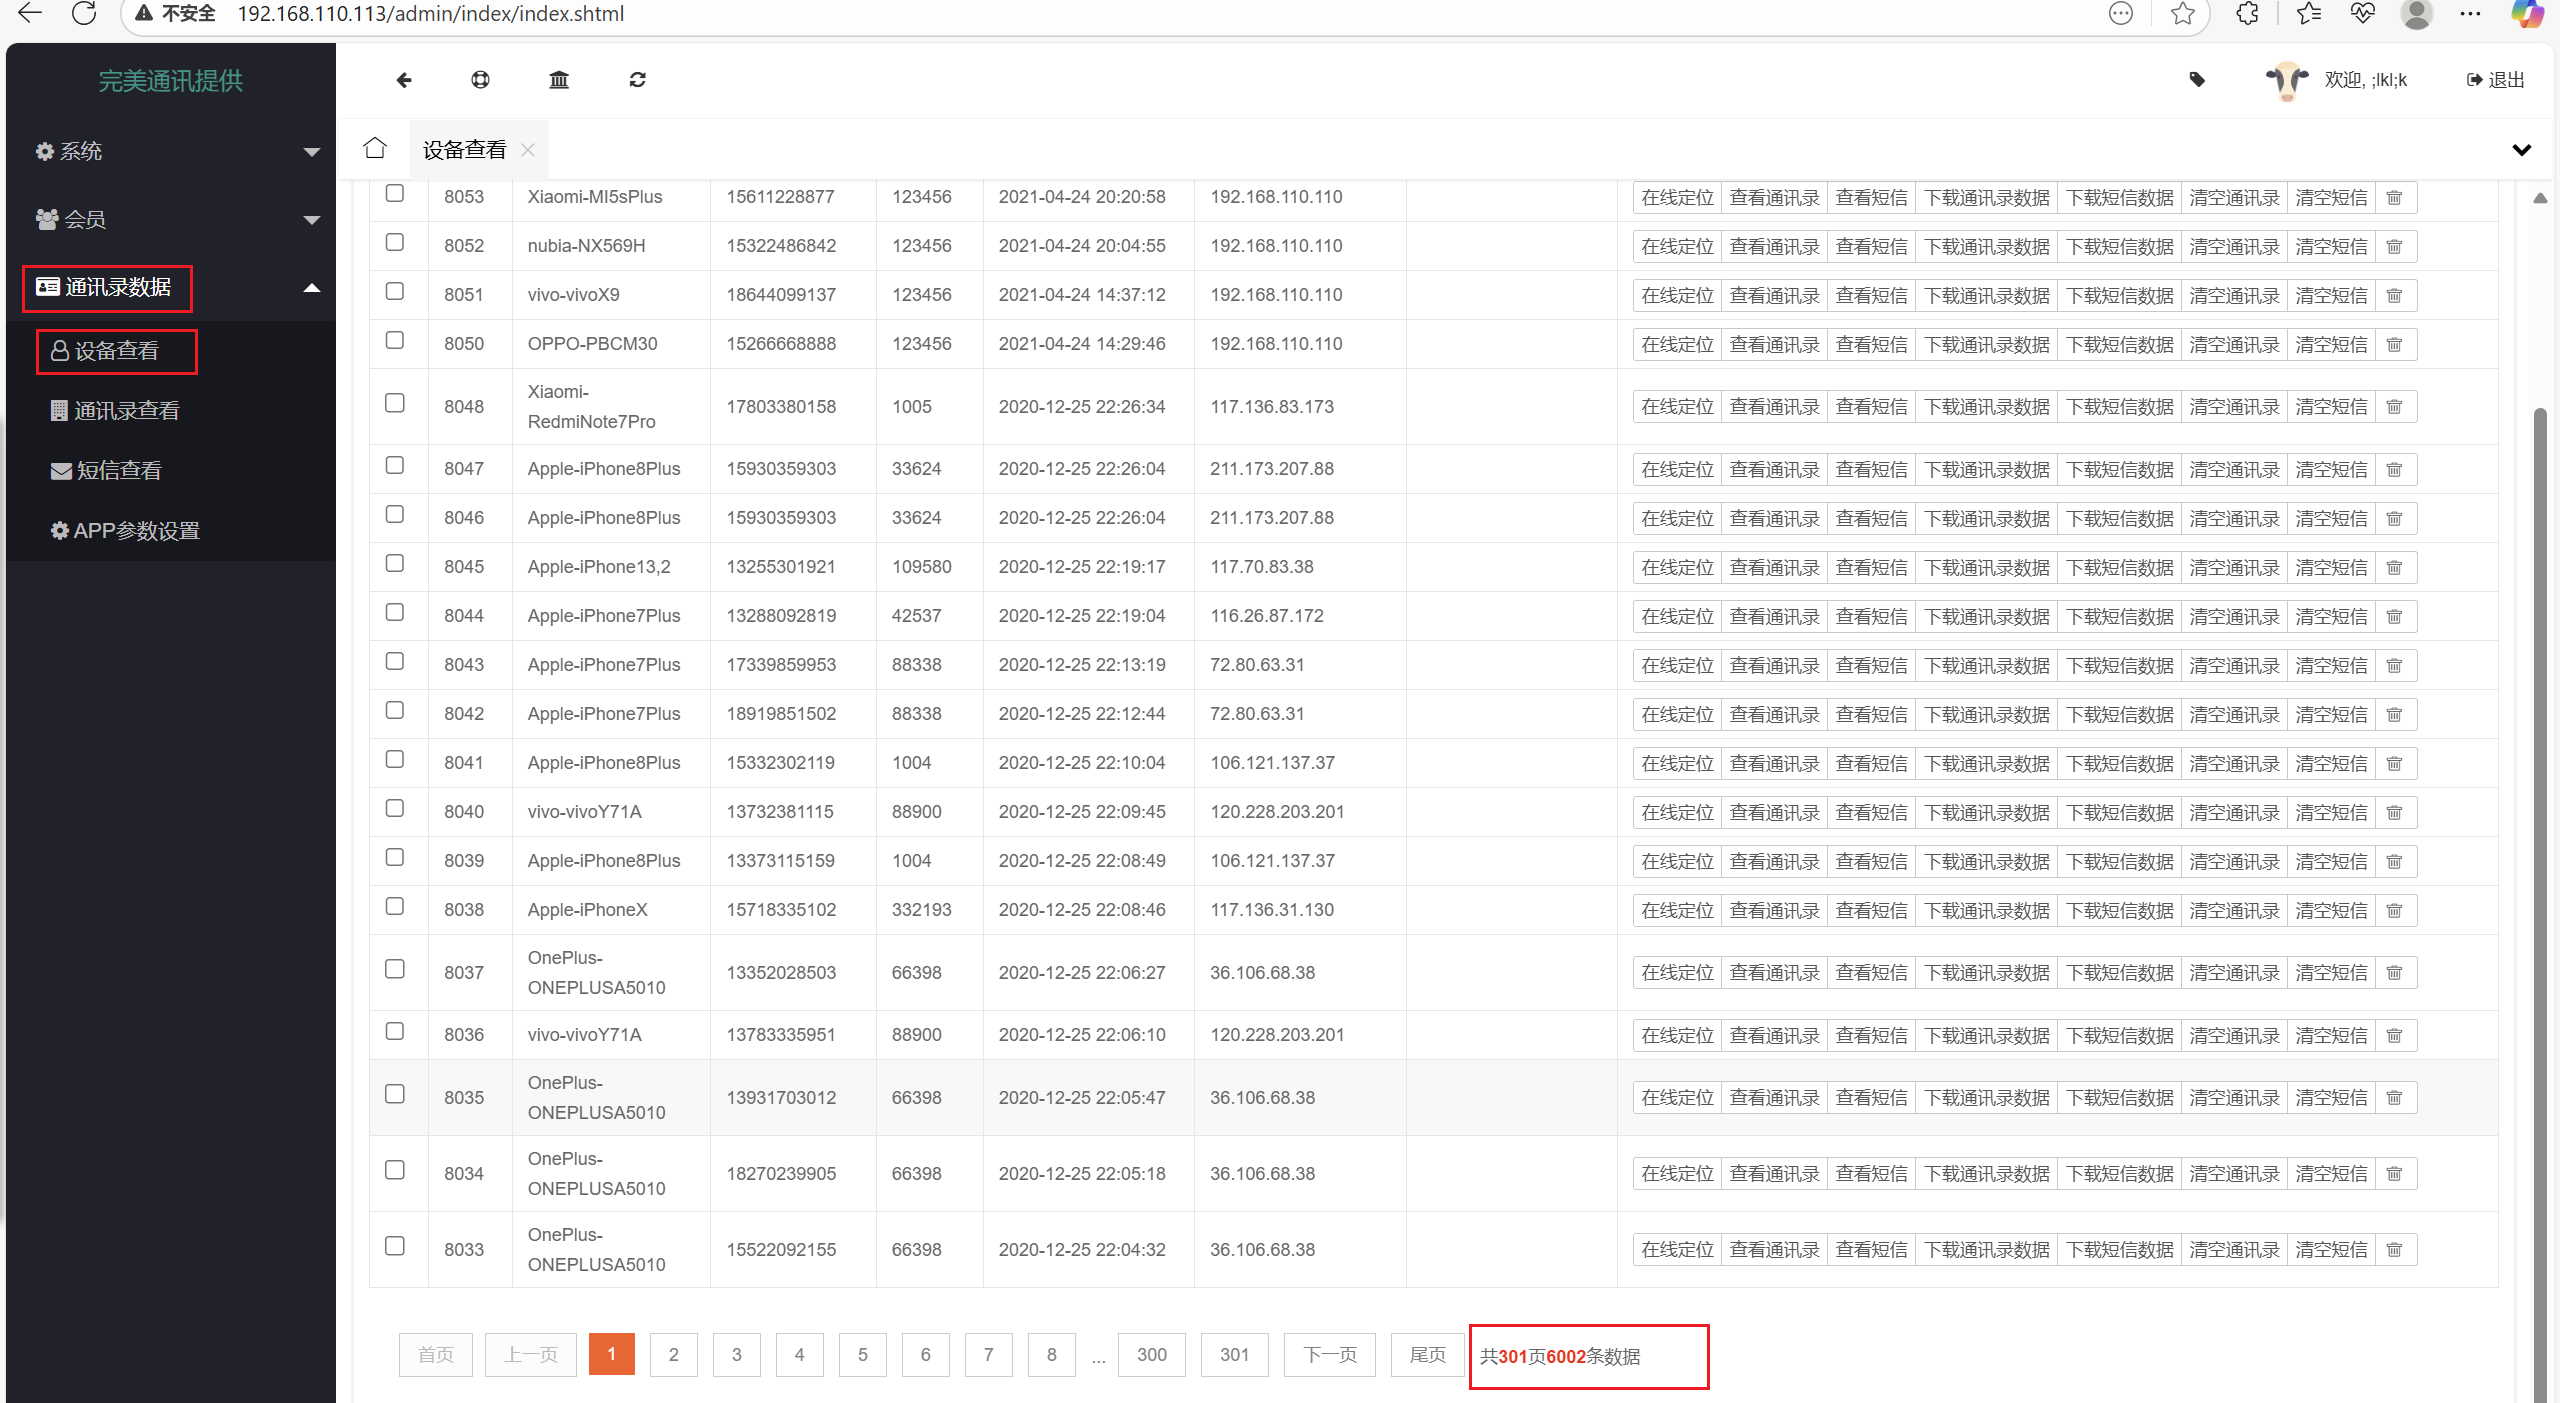 不安全 192.168.110.113/admin/index/index.shtml
完美通讯提供
欢迎, ;lkl;k 退出
系统
会员
通讯录数据
设备查看
通讯录查看
短信查看
APP参数设置
设备查看
8053 Xiaomi-MI5sPlus 15611228877 123456 2021-04-24 20:20:58 192.168.110.110 在线定位 查看通讯录 查看短信 下载通讯录数据 下载短信数据 清空通讯录 清空短信
8052 nubia-NX569H 15322486842 123456 2021-04-24 20:04:55 192.168.110.110 在线定位 查看通讯录 查看短信 下载通讯录数据 下载短信数据 清空通讯录 清空短信
8051 vivo-vivoX9 18644099137 123456 2021-04-24 14:37:12 192.168.110.110 在线定位 查看通讯录 查看短信 下载通讯录数据 下载短信数据 清空通讯录 清空短信
8050 OPPO-PBCM30 15266668888 123456 2021-04-24 14:29:46 192.168.110.110 在线定位 查看通讯录 查看短信 下载通讯录数据 下载短信数据 清空通讯录 清空短信
Xiaomi-
8048 RedmiNote7Pro 17803380158 1005 2020-12-25 22:26:34 117.136.83.173 在线定位 查看通讯录 查看短信 下载通讯录数据 下载短信数据 清空通讯录 清空短信
8047 Apple-iPhone8Plus 15930359303 33624 2020-12-25 22:26:04 211.173.207.88 在线定位 查看通讯录 查看短信 下载通讯录数据 下载短信数据 清空通讯录 清空短信
8046 Apple-iPhone8Plus 15930359303 33624 2020-12-25 22:26:04 211.173.207.88 在线定位 查看通讯录 查看短信 下载通讯录数据 下载短信数据 清空通讯录 清空短信
8045 Apple-iPhone13,2 13255301921 109580 2020-12-25 22:19:17 117.70.83.38 在线定位 查看通讯录 查看短信 下载通讯录数据 下载短信数据 清空通讯录 清空短信
8044 Apple-iPhone7Plus 13288092819 42537 2020-12-25 22:19:04 116.26.87.172 在线定位 查看通讯录 查看短信 下载通讯录数据 下载短信数据 清空通讯录 清空短信
8043 Apple-iPhone7Plus 17339859953 88338 2020-12-25 22:13:19 72.80.63.31 在线定位 查看通讯录 查看短信 下载通讯录数据 下载短信数据 清空通讯录 清空短信
8042 Apple-iPhone7Plus 18919851502 88338 2020-12-25 22:12:44 72.80.63.31 在线定位 查看通讯录 查看短信 下载通讯录数据 下载短信数据 清空通讯录 清空短信
8041 Apple-iPhone8Plus 15332302119 1004 2020-12-25 22:10:04 106.121.137.37 在线定位 查看通讯录 查看短信 下载通讯录数据 下载短信数据 清空通讯录 清空短信
8040 vivo-vivoY71A 13732381115 88900 2020-12-25 22:09:45 120.228.203.201 在线定位 查看通讯录 查看短信 下载通讯录数据 下载短信数据 清空通讯录 清空短信
8039 Apple-iPhone8Plus 13373115159 1004 2020-12-25 22:08:49 106.121.137.37 在线定位 查看通讯录 查看短信 下载通讯录数据 下载短信数据 清空通讯录 清空短信
8038 Apple-iPhoneX 15718335102 332193 2020-12-25 22:08:46 117.136.31.130 在线定位 查看通讯录 查看短信 下载通讯录数据 下载短信数据 清空通讯录 清空短信
OnePlus-
8037 ONEPLUSA5010 13352028503 66398 2020-12-25 22:06:27 36.106.68.38 在线定位 查看通讯录 查看短信 下载通讯录数据 下载短信数据 清空通讯录 清空短信
8036 vivo-vivoY71A 13783335951 88900 2020-12-25 22:06:10 120.228.203.201 在线定位 查看通讯录 查看短信 下载通讯录数据 下载短信数据 清空通讯录 清空短信
OnePlus-
8035 ONEPLUSA5010 13931703012 66398 2020-12-25 22:05:47 36.106.68.38 在线定位 查看通讯录 查看短信 下载通讯录数据 下载短信数据 清空通讯录 清空短信
OnePlus-
8034 ONEPLUSA5010 18270239905 66398 2020-12-25 22:05:18 36.106.68.38 在线定位 查看通讯录 查看短信 下载通讯录数据 下载短信数据 清空通讯录 清空短信
OnePlus-
8033 ONEPLUSA5010 15522092155 66398 2020-12-25 22:04:32 36.106.68.38 在线定位 查看通讯录 查看短信 下载通讯录数据 下载短信数据 清空通讯录 清空短信
首页 上一页 1 2 3 4 5 6 7 8 ... 300 301 下一页 尾页 共301页6002条数据